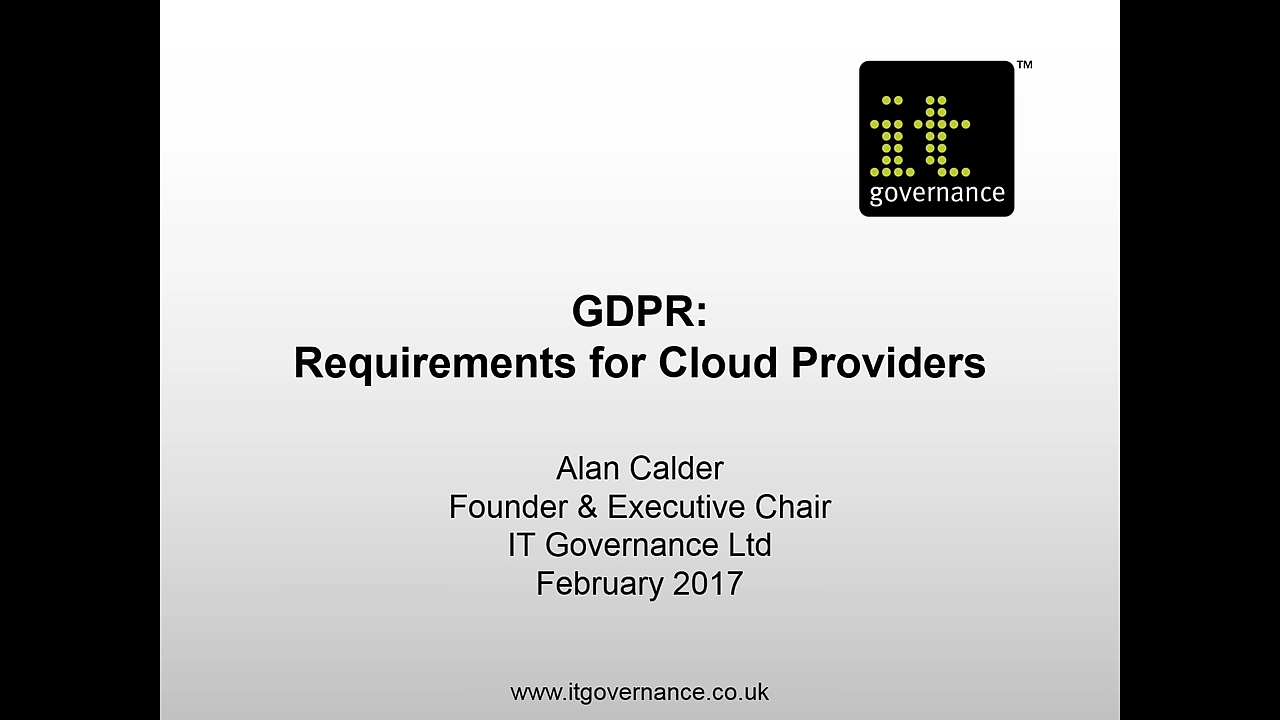 TM
it
governance
GDPR:
Requirements for Cloud Providers
Alan Calder
Founder & Executive Chair
IT Governance Ltd
February 2017
www.itgovernance.co.uk